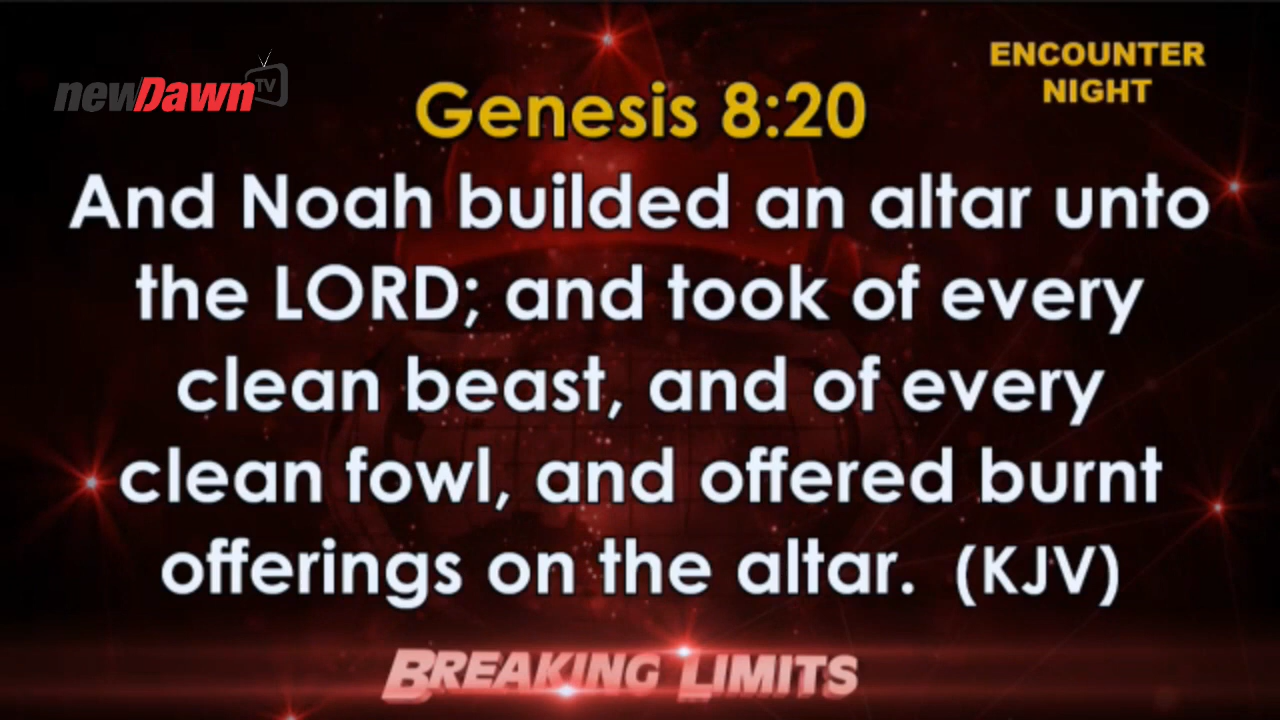 newDawn TV
ENCOUNTER
NIGHT
Genesis 8:20
And Noah builded an altar unto
the LORD; and took of every
clean beast, and of every
clean fowl, and offered burnt
offerings on the altar. (KJV)
BREAKING LIMITS